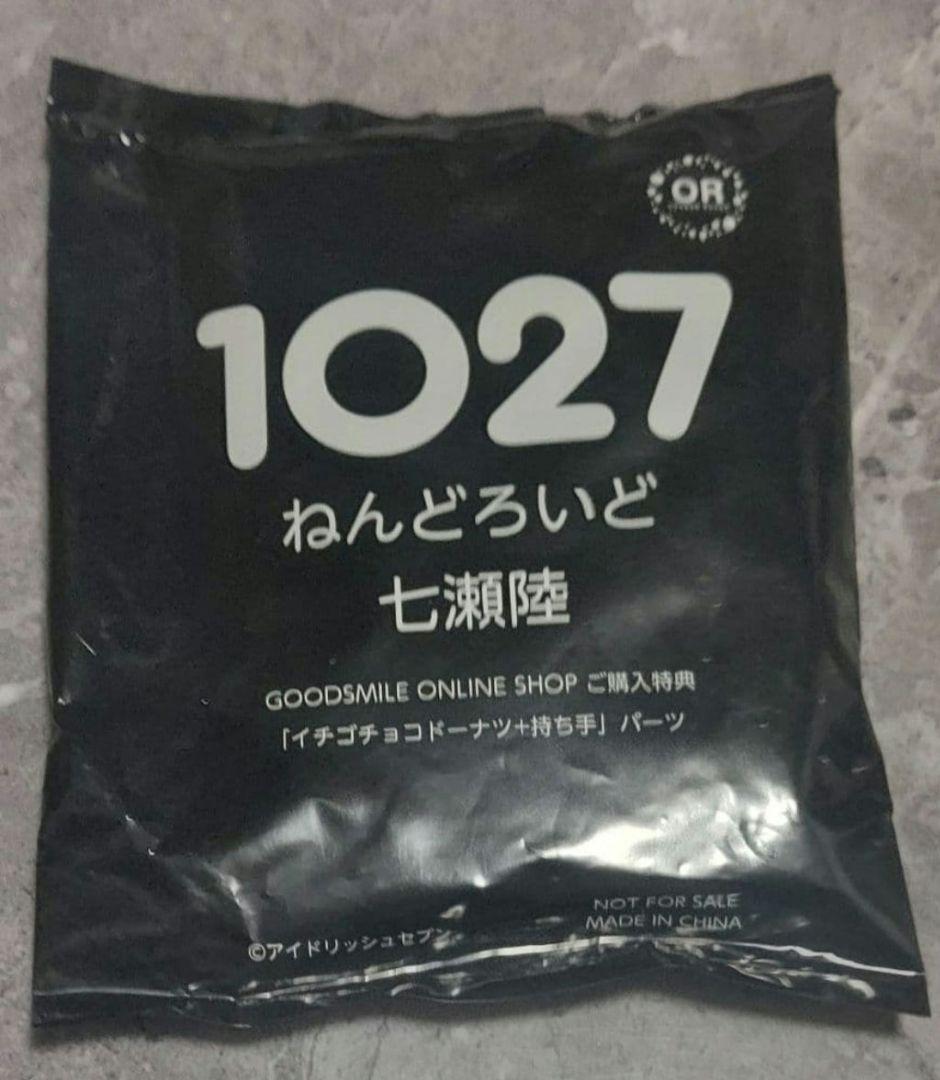 OR
1027
ねんどろいど
七瀬陸
GOODSMILE ONLINE SHOP ご購入特典
「イチゴチョコドーナツ+持ち手」パーツ
NOT FOR SALE
MADE IN CHINA
©アイドリッシュセブン